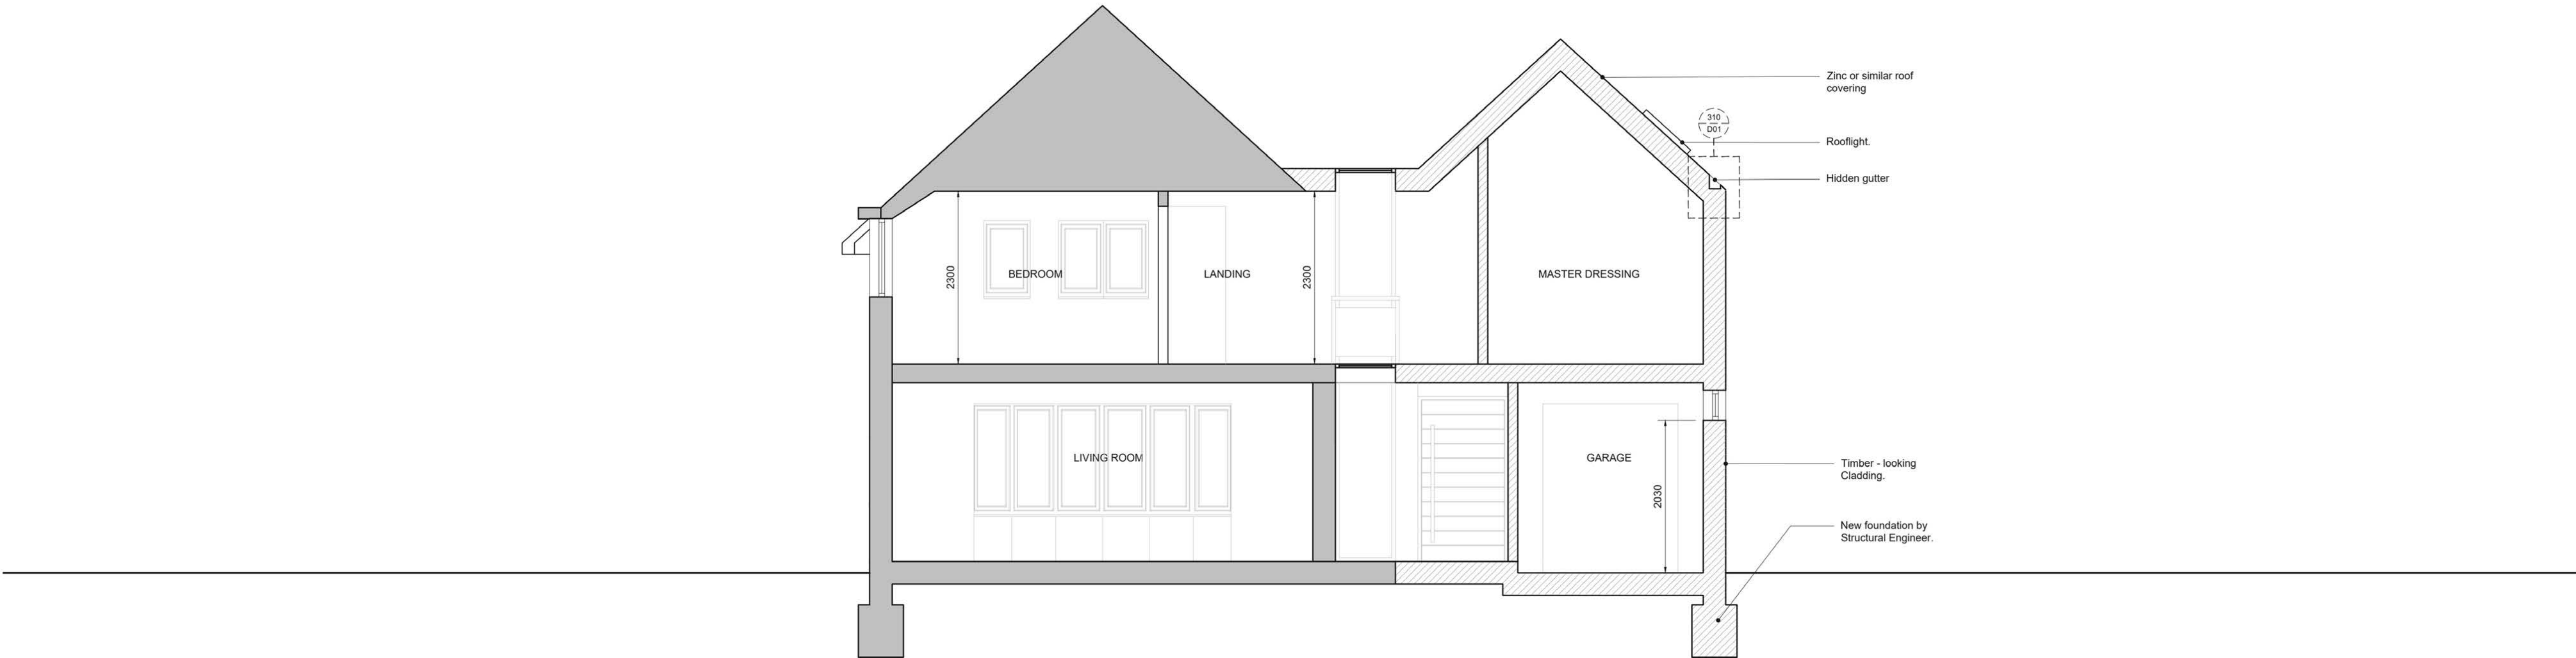 Zinc or similar roof
covering
310
D01
Rooflight.
Hidden gutter
2300
BEDROOM
LANDING
2300
MASTER DRESSING
LIVING ROOM
GARAGE
2030
Timber - looking
Cladding.
New foundation by
Structural Engineer.